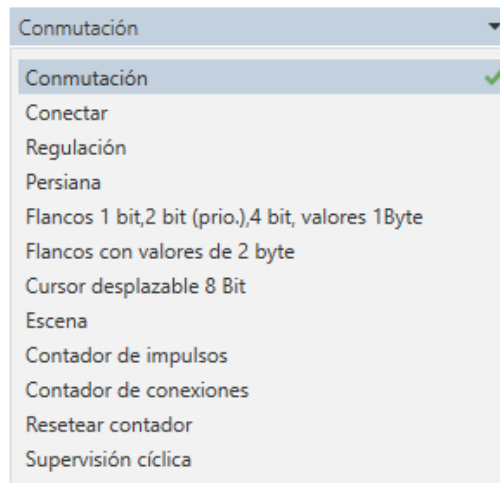 Conmutación
Conmutación
Conectar
Regulación
Persiana
Flancos 1 bit,2 bit (prio.),4 bit, valores 1Byte
Flancos con valores de 2 byte
Cursor desplazable 8 Bit
Escena
Contador de impulsos
Contador de conexiones
Resetear contador
Supervisión cíclica